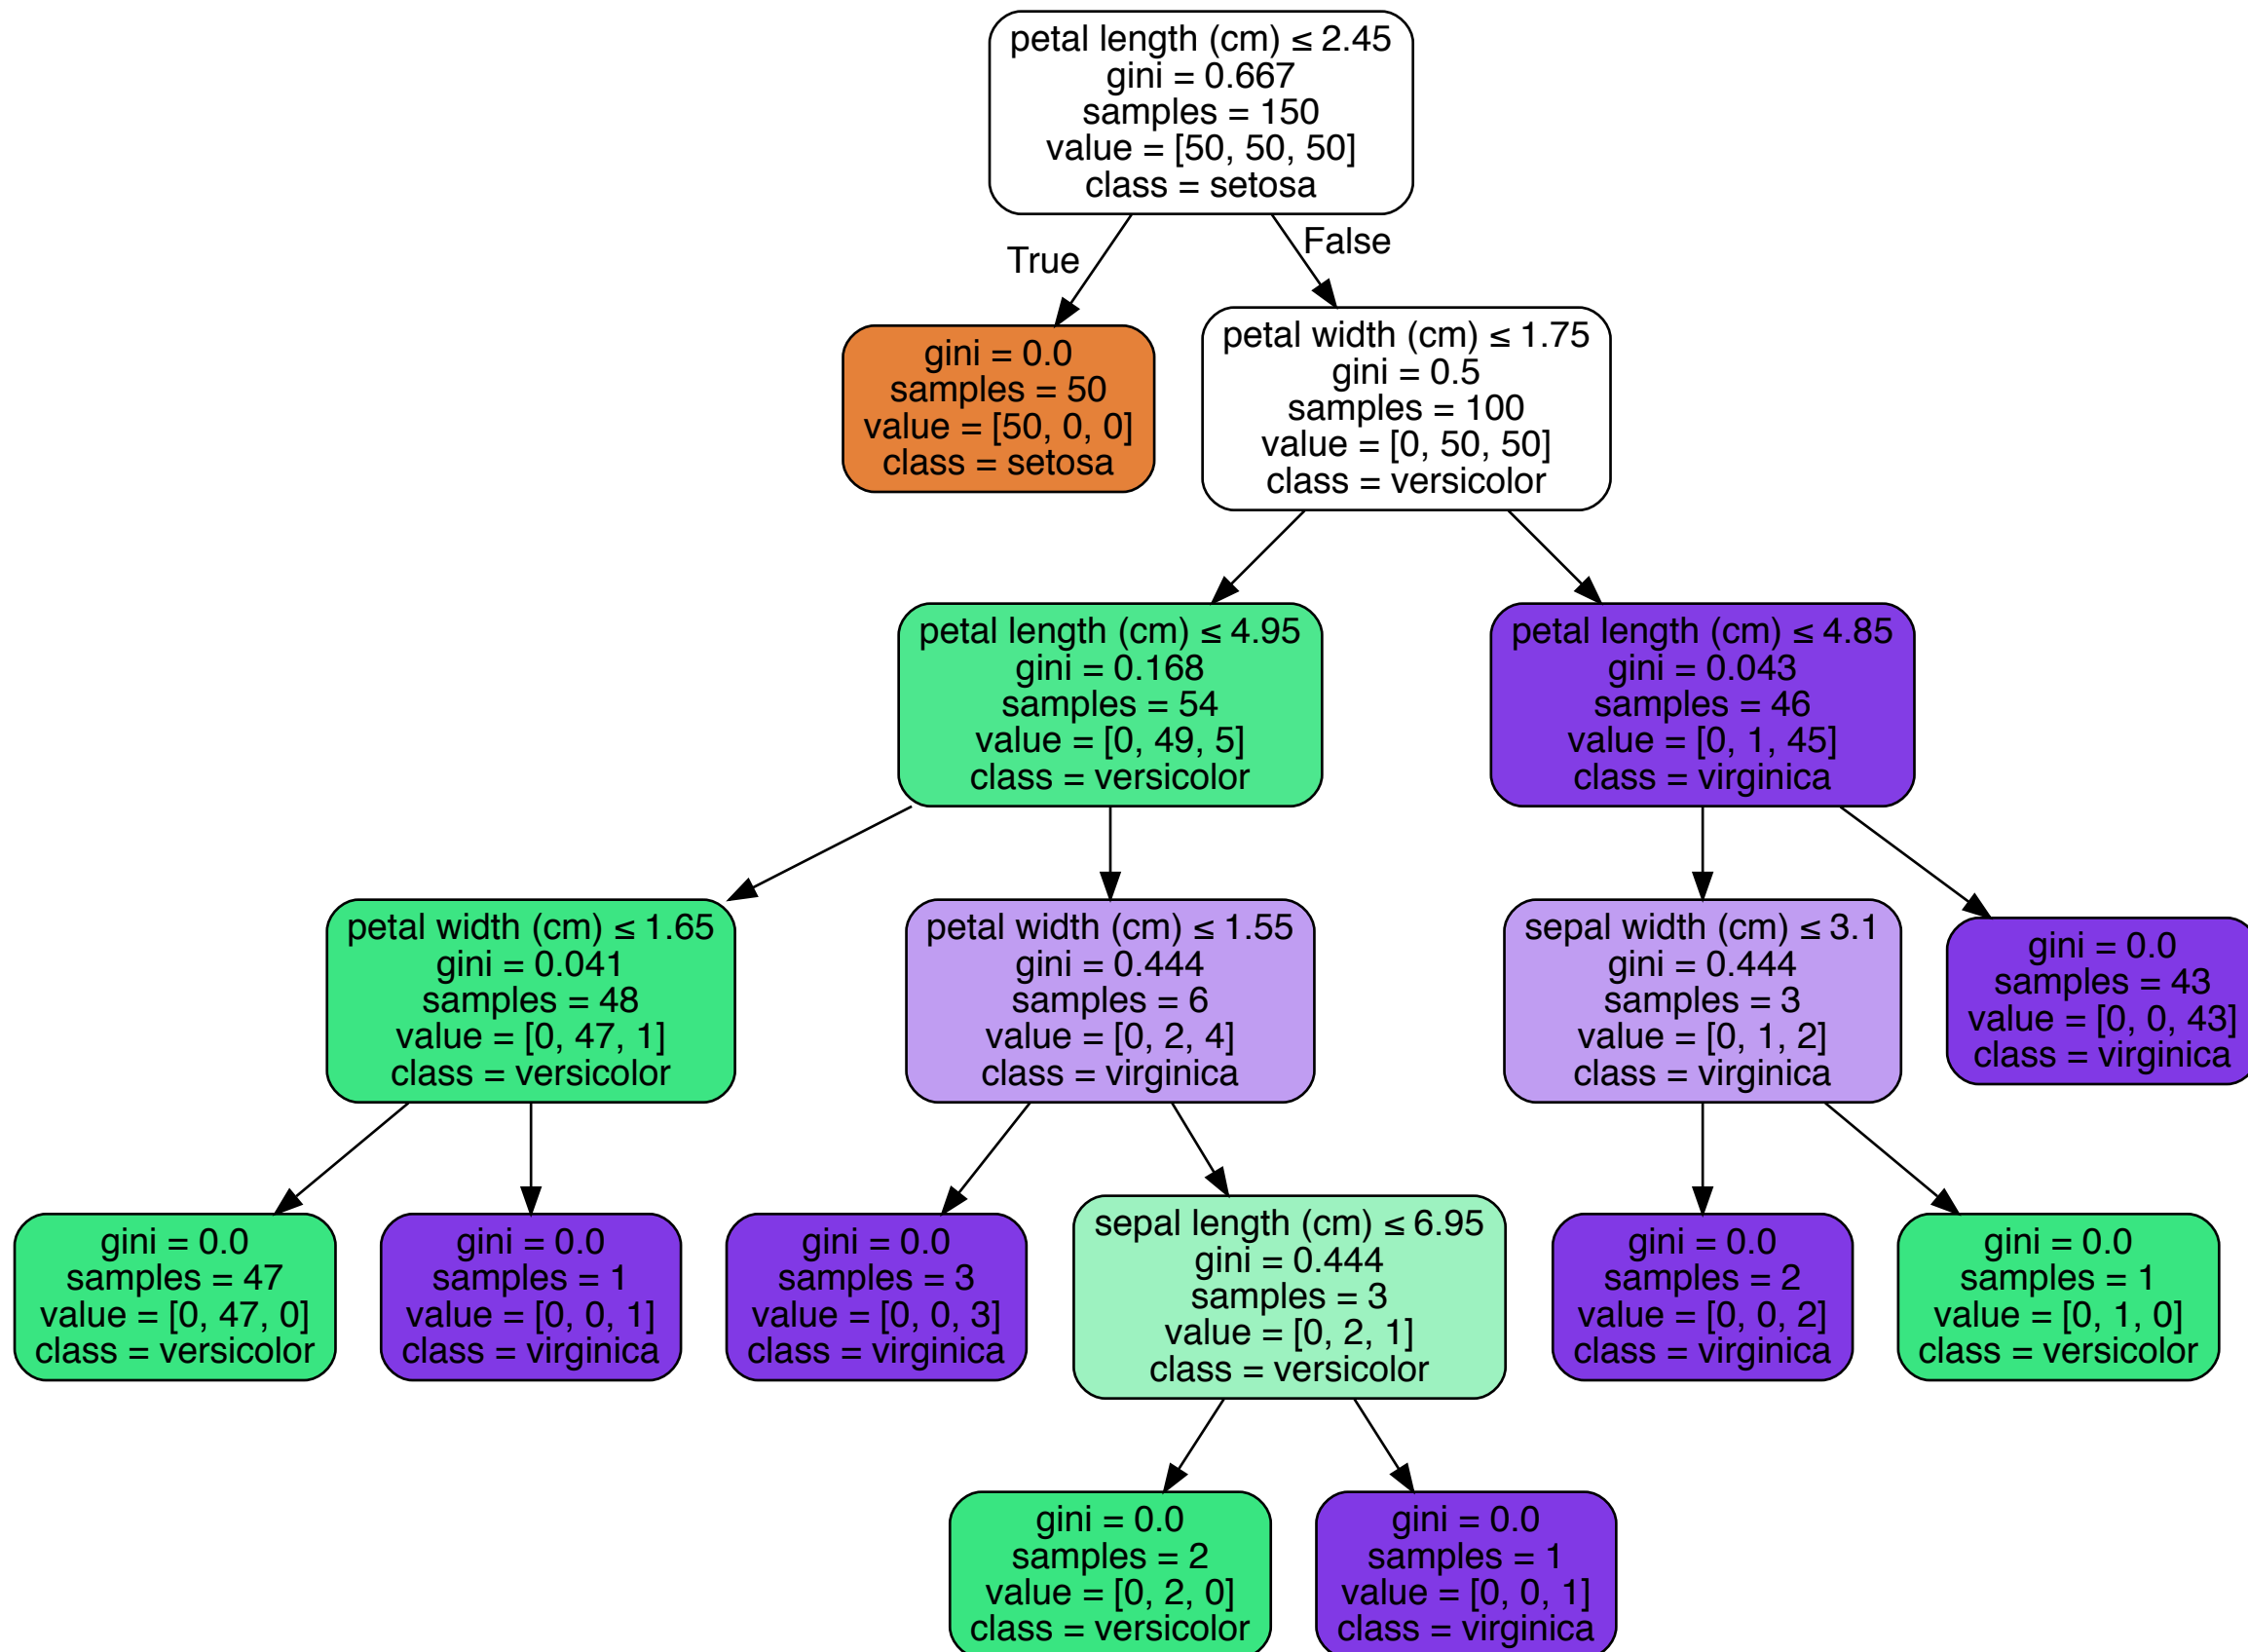 petal length (cm) ≤ 2.45
gini = 0.667
samples = 150
value = [50, 50, 50]
class = setosa
True
False
gini = 0.0
samples = 50
value = [50, 0, 0]
class = setosa
petal width (cm) ≤ 1.75
gini = 0.5
samples = 100
value = [0, 50, 50]
class = versicolor
petal length (cm) ≤ 4.95
gini = 0.168
samples = 54
value = [0, 49, 5]
class = versicolor
petal length (cm) ≤ 4.85
gini = 0.043
samples = 46
value = [0, 1, 45]
class = virginica
petal width (cm) ≤ 1.65
gini = 0.041
samples = 48
value = [0, 47, 1]
class = versicolor
petal width (cm) ≤ 1.55
gini = 0.444
samples = 6
value = [0, 2, 4]
class = virginica
sepal width (cm) ≤ 3.1
gini = 0.444
samples = 3
value = [0, 1, 2]
class = virginica
gini = 0.0
samples = 43
value = [0, 0, 43]
class = virginica
gini = 0.0
samples = 47
value = [0, 47, 0]
class = versicolor
gini = 0.0
samples = 1
value = [0, 0, 1]
class = virginica
gini = 0.0
samples = 3
value = [0, 0, 3]
class = virginica
sepal length (cm) ≤ 6.95
gini = 0.444
samples = 3
value = [0, 2, 1]
class = versicolor
gini = 0.0
samples = 2
value = [0, 0, 2]
class = virginica
gini = 0.0
samples = 1
value = [0, 1, 0]
class = versicolor
gini = 0.0
samples = 2
value = [0, 2, 0]
class = versicolor
gini = 0.0
samples = 1
value = [0, 0, 1]
class = virginica